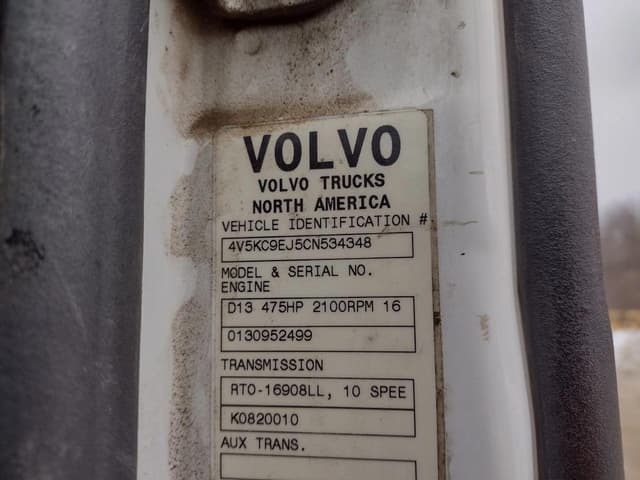 VOLVO
VOLVO TRUCKS
NORTH AMERICA
VEHICLE IDENTIFICATION #
4V5KC9EJ5CN534348
MODEL & SERIAL NO.
ENGINE
D13 475HP 2100RPM 16
0130952499
TRANSMISSION
RTO-16908LL, 10 SPEE
K0820010
AUX TRANS.